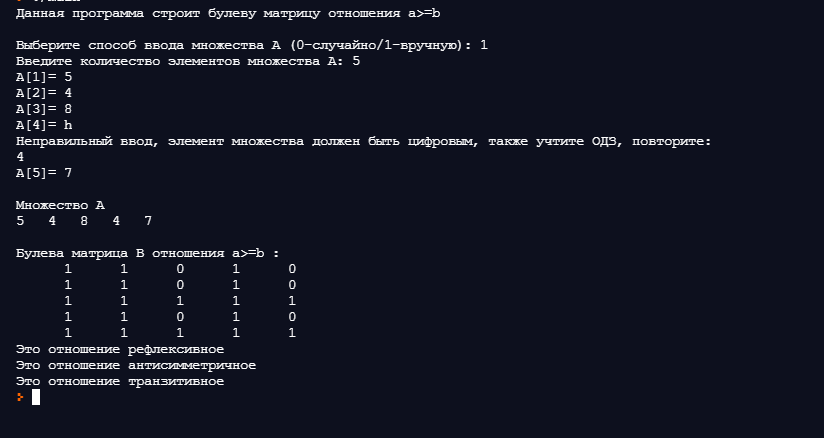 Данная программа строит булеву матрицу отношения a>=b
Выберите способ ввода множества А (0-случайно/1-вручную): 1
Введите количество элементов множества А: 5
A[1]= 5
A[2]= 4
A[3]= 8
A[4]= h
Неправильный ввод, элемент множества должен быть цифровым, также учтите ОДЗ, повторите:
4
A[5]= 7
Множество А
5 4 8 4 7
Булева матрица В отношения a>=b :
1 1 0 1 0
1 1 0 1 0
1 1 1 1 1
1 1 0 1 0
1 1 1 1 1
Это отношение рефлексивное
Это отношение антисимметричное
Это отношение транзитивное